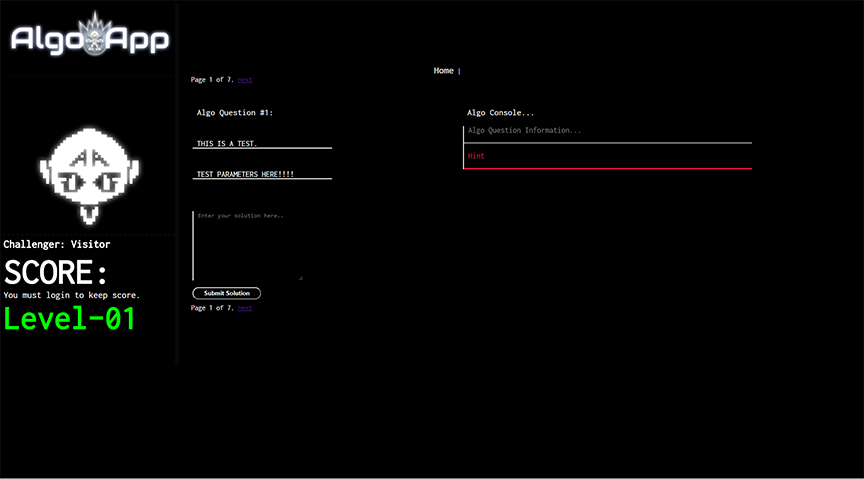 Algo App
Home |
Page 1 of 7. next
Algo Question #1:
THIS IS A TEST.
TEST PARAMETERS HERE!!!!
Enter your solution here..
Submit Solution
Page 1 of 7. next
Algo Console...
Algo Question Information...
Hint
Challenger: Visitor
SCORE:
You must login to keep score.
Level-01